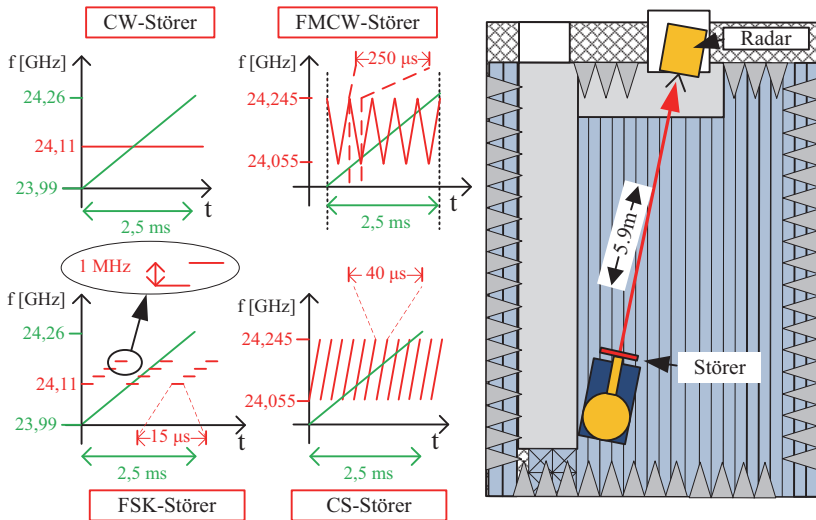 CW-Störer
f [GHz]
24,26
24,11
23,99
t
2,5 ms
FMCW-Störer
f [GHz]
250 µs
24,245
24,055
t
2,5 ms
1 MHz
f [GHz]
24,26
24,11
23,99
15 µs
t
2,5 ms
FSK-Störer
40 µs
f [GHz]
24,245
24,055
t
2,5 ms
CS-Störer
Radar
5.9m
Störer